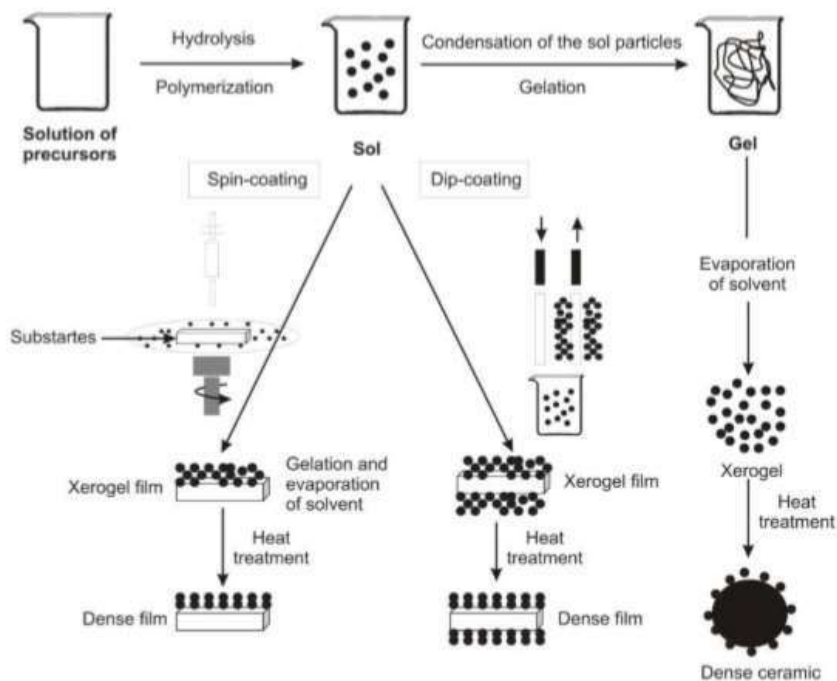 Hydrolysis
Polymerization
Condensation of the sol particles
Gelation
Solution of
precursors
Sol
Gel
Spin-coating
Dip-coating
Evaporation
of solvent
Substartes
Xerogel film
Gelation and
evaporation
of solvent
Xerogel film
Xerogel
Heat
treatment
Heat
treatment
Heat
treatment
Dense film
Dense film
Dense ceramic